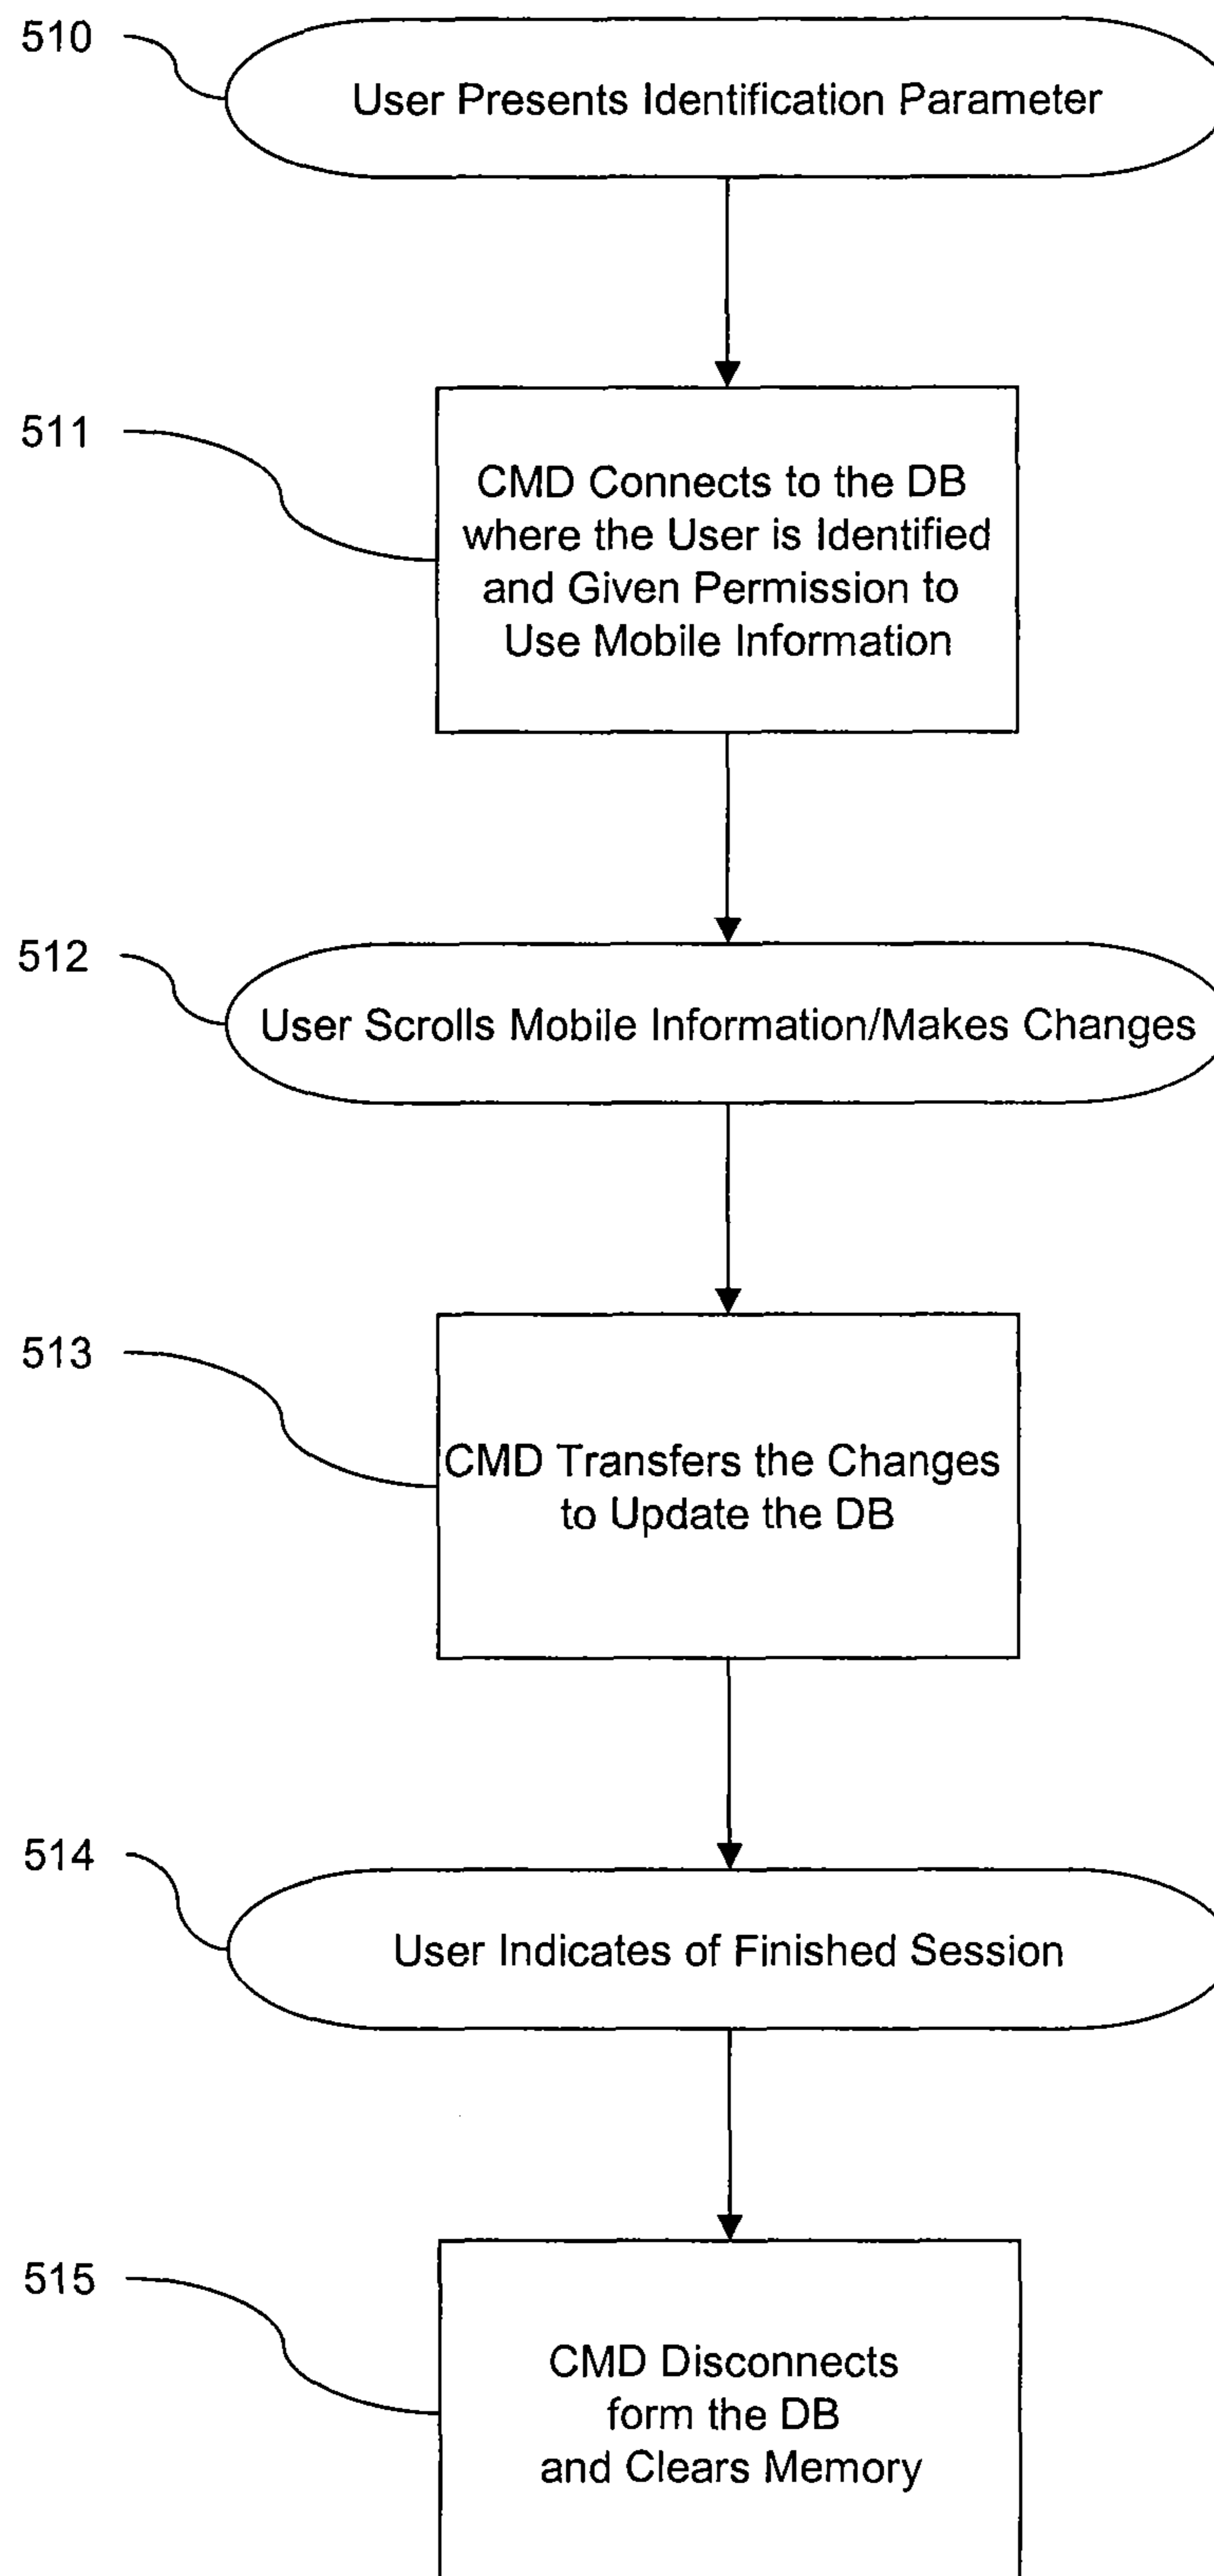 510
User Presents Identification Parameter
511
CMD Connects to the DB
where the User is Identified
and Given Permission to
Use Mobile Information
512
User Scrolls Mobile Information/Makes Changes
513
CMD Transfers the Changes
to Update the DB
514
User Indicates of Finished Session
515
CMD Disconnects
form the DB
and Clears Memory